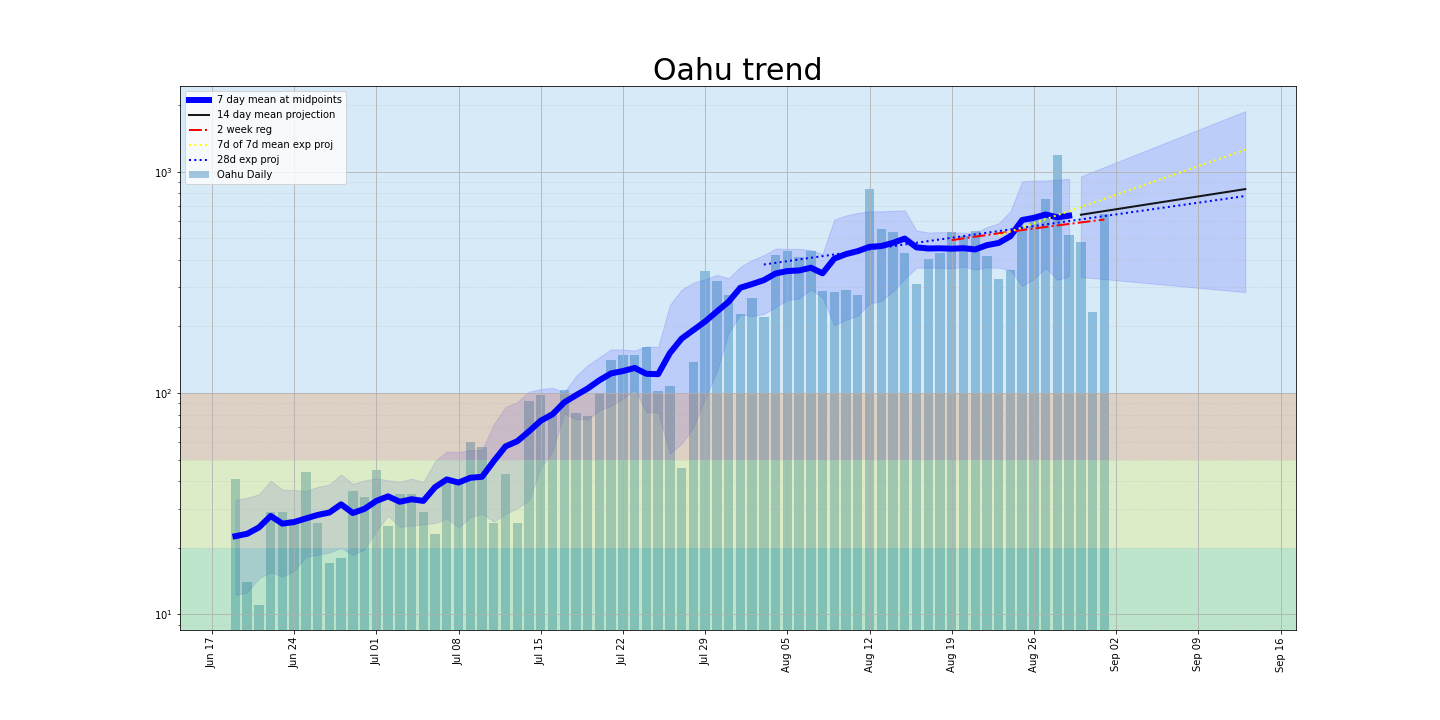 Oahu trend
7 day mean at midpoints
14 day mean projection
2 week reg
7d of 7d mean exp proj
28d exp proj
Oahu Daily
10³
10²
10¹
Jun 17
Jun 24
Jul 01
Jul 08
Jul 15
Jul 22
Jul 29
Aug 05
Aug 12
Aug 19
Aug 26
Sep 02
Sep 09
Sep 16